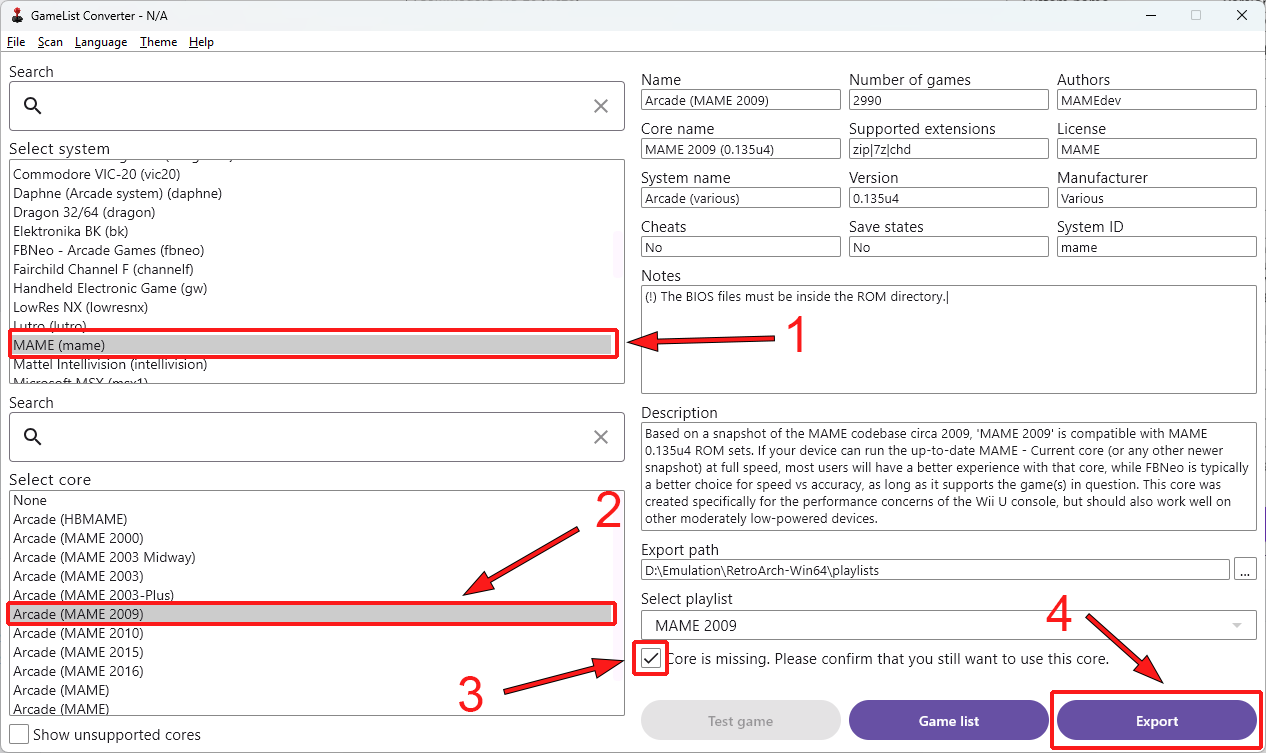 GameList Converter - N/A
File Scan Language Theme Help
Search
Select system
Commodore VIC-20 (vic20)
Daphne (Arcade system) (daphne)
Dragon 32/64 (dragon)
Elektronika BK (bk)
FBNeo - Arcade Games (fbneo)
Fairchild Channel F (channelf)
Handheld Electronic Game (gw)
LowRes NX (lowresnx)
Lutro (lutro)
MAME (mame)
Mattel Intellivision (intellivision)
Microsoft MSX (msx1)
1
Search
Select core
None
Arcade (HBMAME)
Arcade (MAME 2000)
Arcade (MAME 2003 Midway)
Arcade (MAME 2003)
Arcade (MAME 2003-Plus)
Arcade (MAME 2009)
Arcade (MAME 2010)
Arcade (MAME 2015)
Arcade (MAME 2016)
Arcade (MAME)
Arcade (MAME)
2
Show unsupported cores
Name Number of games Authors
Arcade (MAME 2009) 2990 MAMEdev
Core name Supported extensions License
MAME 2009 (0.135u4) zip|7z|chd MAME
System name Version Manufacturer
Arcade (various) 0.135u4 Various
Cheats Save states System ID
No No mame
Notes
(!) The BIOS files must be inside the ROM directory.
Description
Based on a snapshot of the MAME codebase circa 2009, 'MAME 2009' is compatible with MAME
0.135u4 ROM sets. If your device can run the up-to-date MAME - Current core (or any other newer
snapshot) at full speed, most users will have a better experience with that core, while FBNeo is typically
a better choice for speed vs accuracy, as long as it supports the game(s) in question. This core was
created specifically for the performance concerns of the Wii U console, but should also work well on
other moderately low-powered devices.
Export path
D:\Emulation\RetroArch-Win64\playlists ...
Select playlist
MAME 2009
4
Core is missing. Please confirm that you still want to use this core.
3
Test game Game list Export